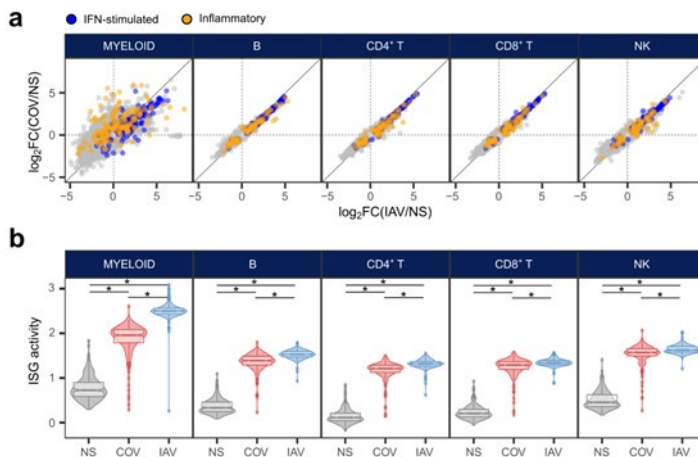 a
IFN-stimulated Inflammatory
MYELOID B CD4⁺ T CD8⁺ T NK
log₂FC(COV/NS)
5
0
−5
−5 0 5 −5 0 5 −5 0 5 −5 0 5 −5 0 5
log₂FC(IAV/NS)
b
MYELOID B CD4⁺ T CD8⁺ T NK
* * * * *
* * * * * * * * * *
ISG activity
3
2
1
0
NS COV IAV NS COV IAV NS COV IAV NS COV IAV NS COV IAV